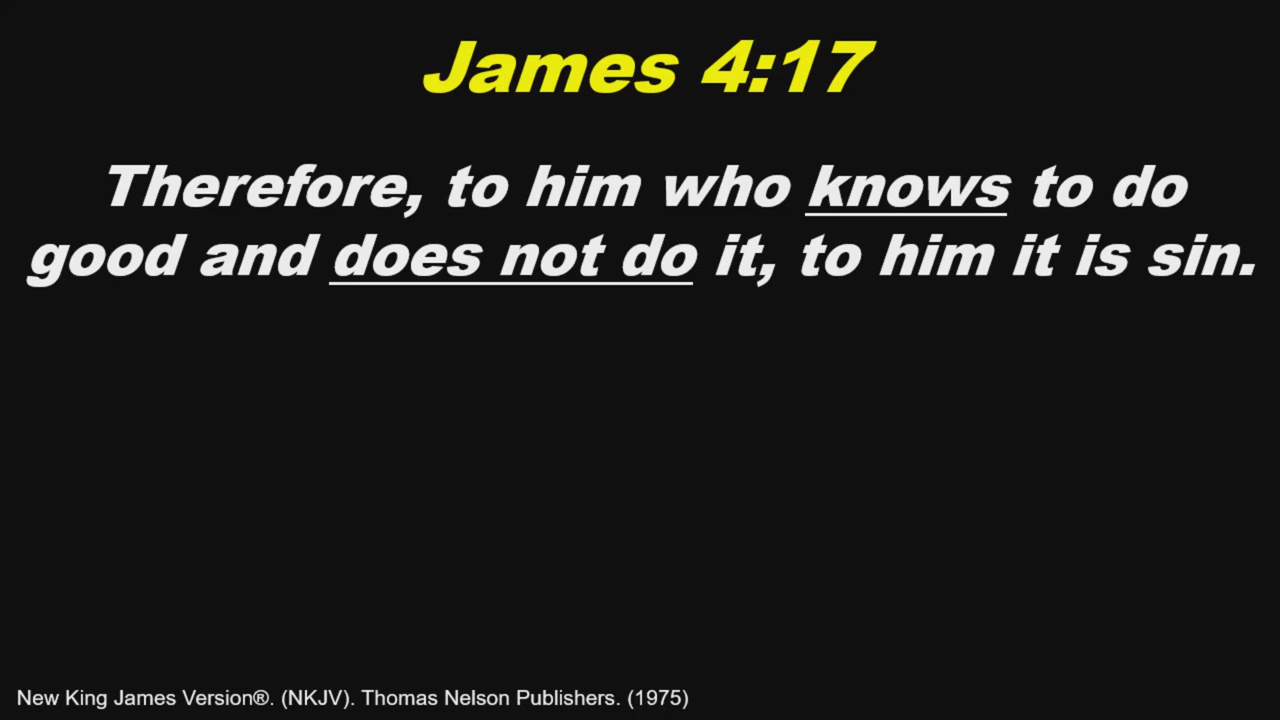 James 4:17
Therefore, to him who knows to do
good and does not do it, to him it is sin.
New King James Version®. (NKJV). Thomas Nelson Publishers. (1975)